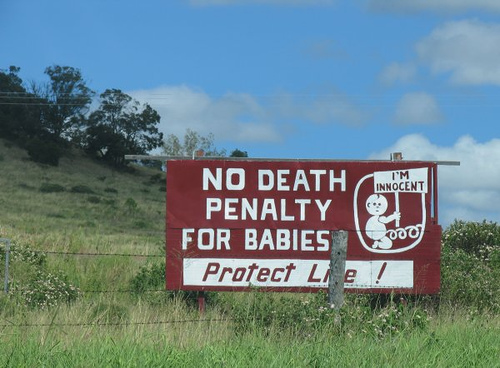 NO DEATH
PENALTY
FOR BABIES
Protect Life !
I'M
INNOCENT